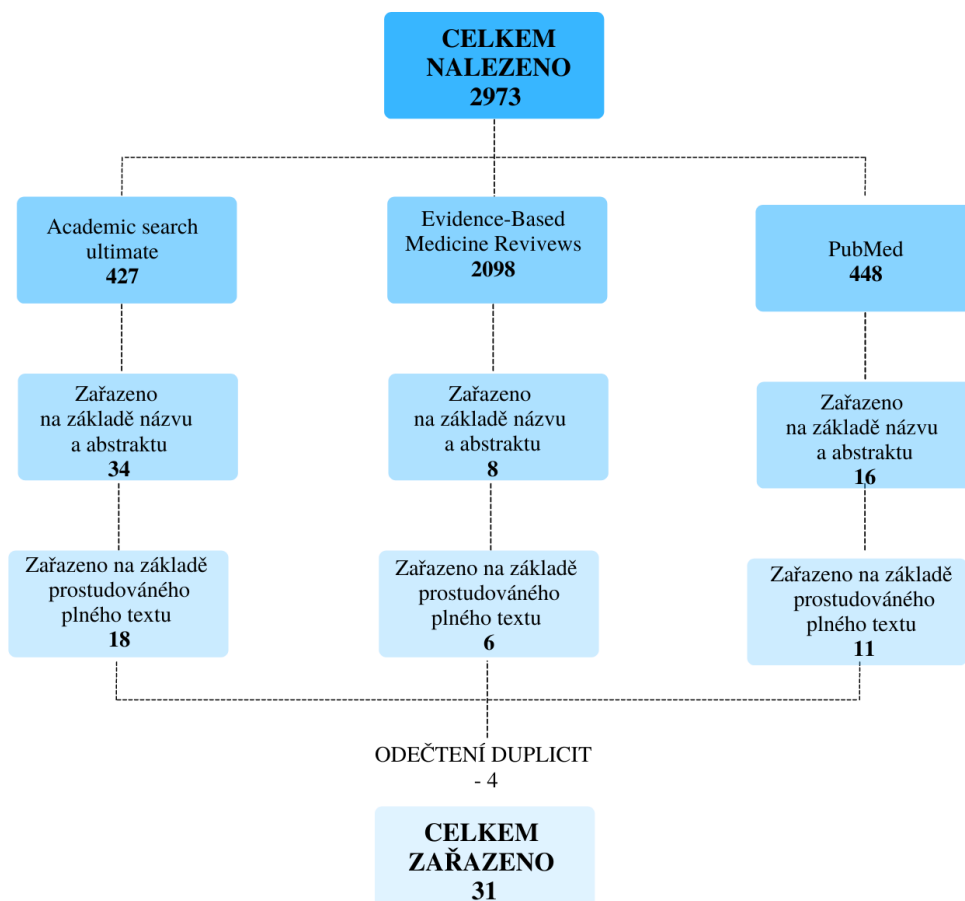 CELKEM
NALEZENO
2973
Academic search
ultimate
427
Evidence-Based
Medicine Revivews
2098
PubMed
448
Zařazeno
na základě názvu
a abstraktu
34
Zařazeno
na základě názvu
a abstraktu
8
Zařazeno
na základě názvu
a abstraktu
16
Zařazeno na základě
prostudováného
plného textu
18
Zařazeno na základě
prostudováného
plného textu
6
Zařazeno na základě
prostudováného
plného textu
11
ODEČTENÍ DUPLICIT
- 4
CELKEM
ZAŘAZENO
31